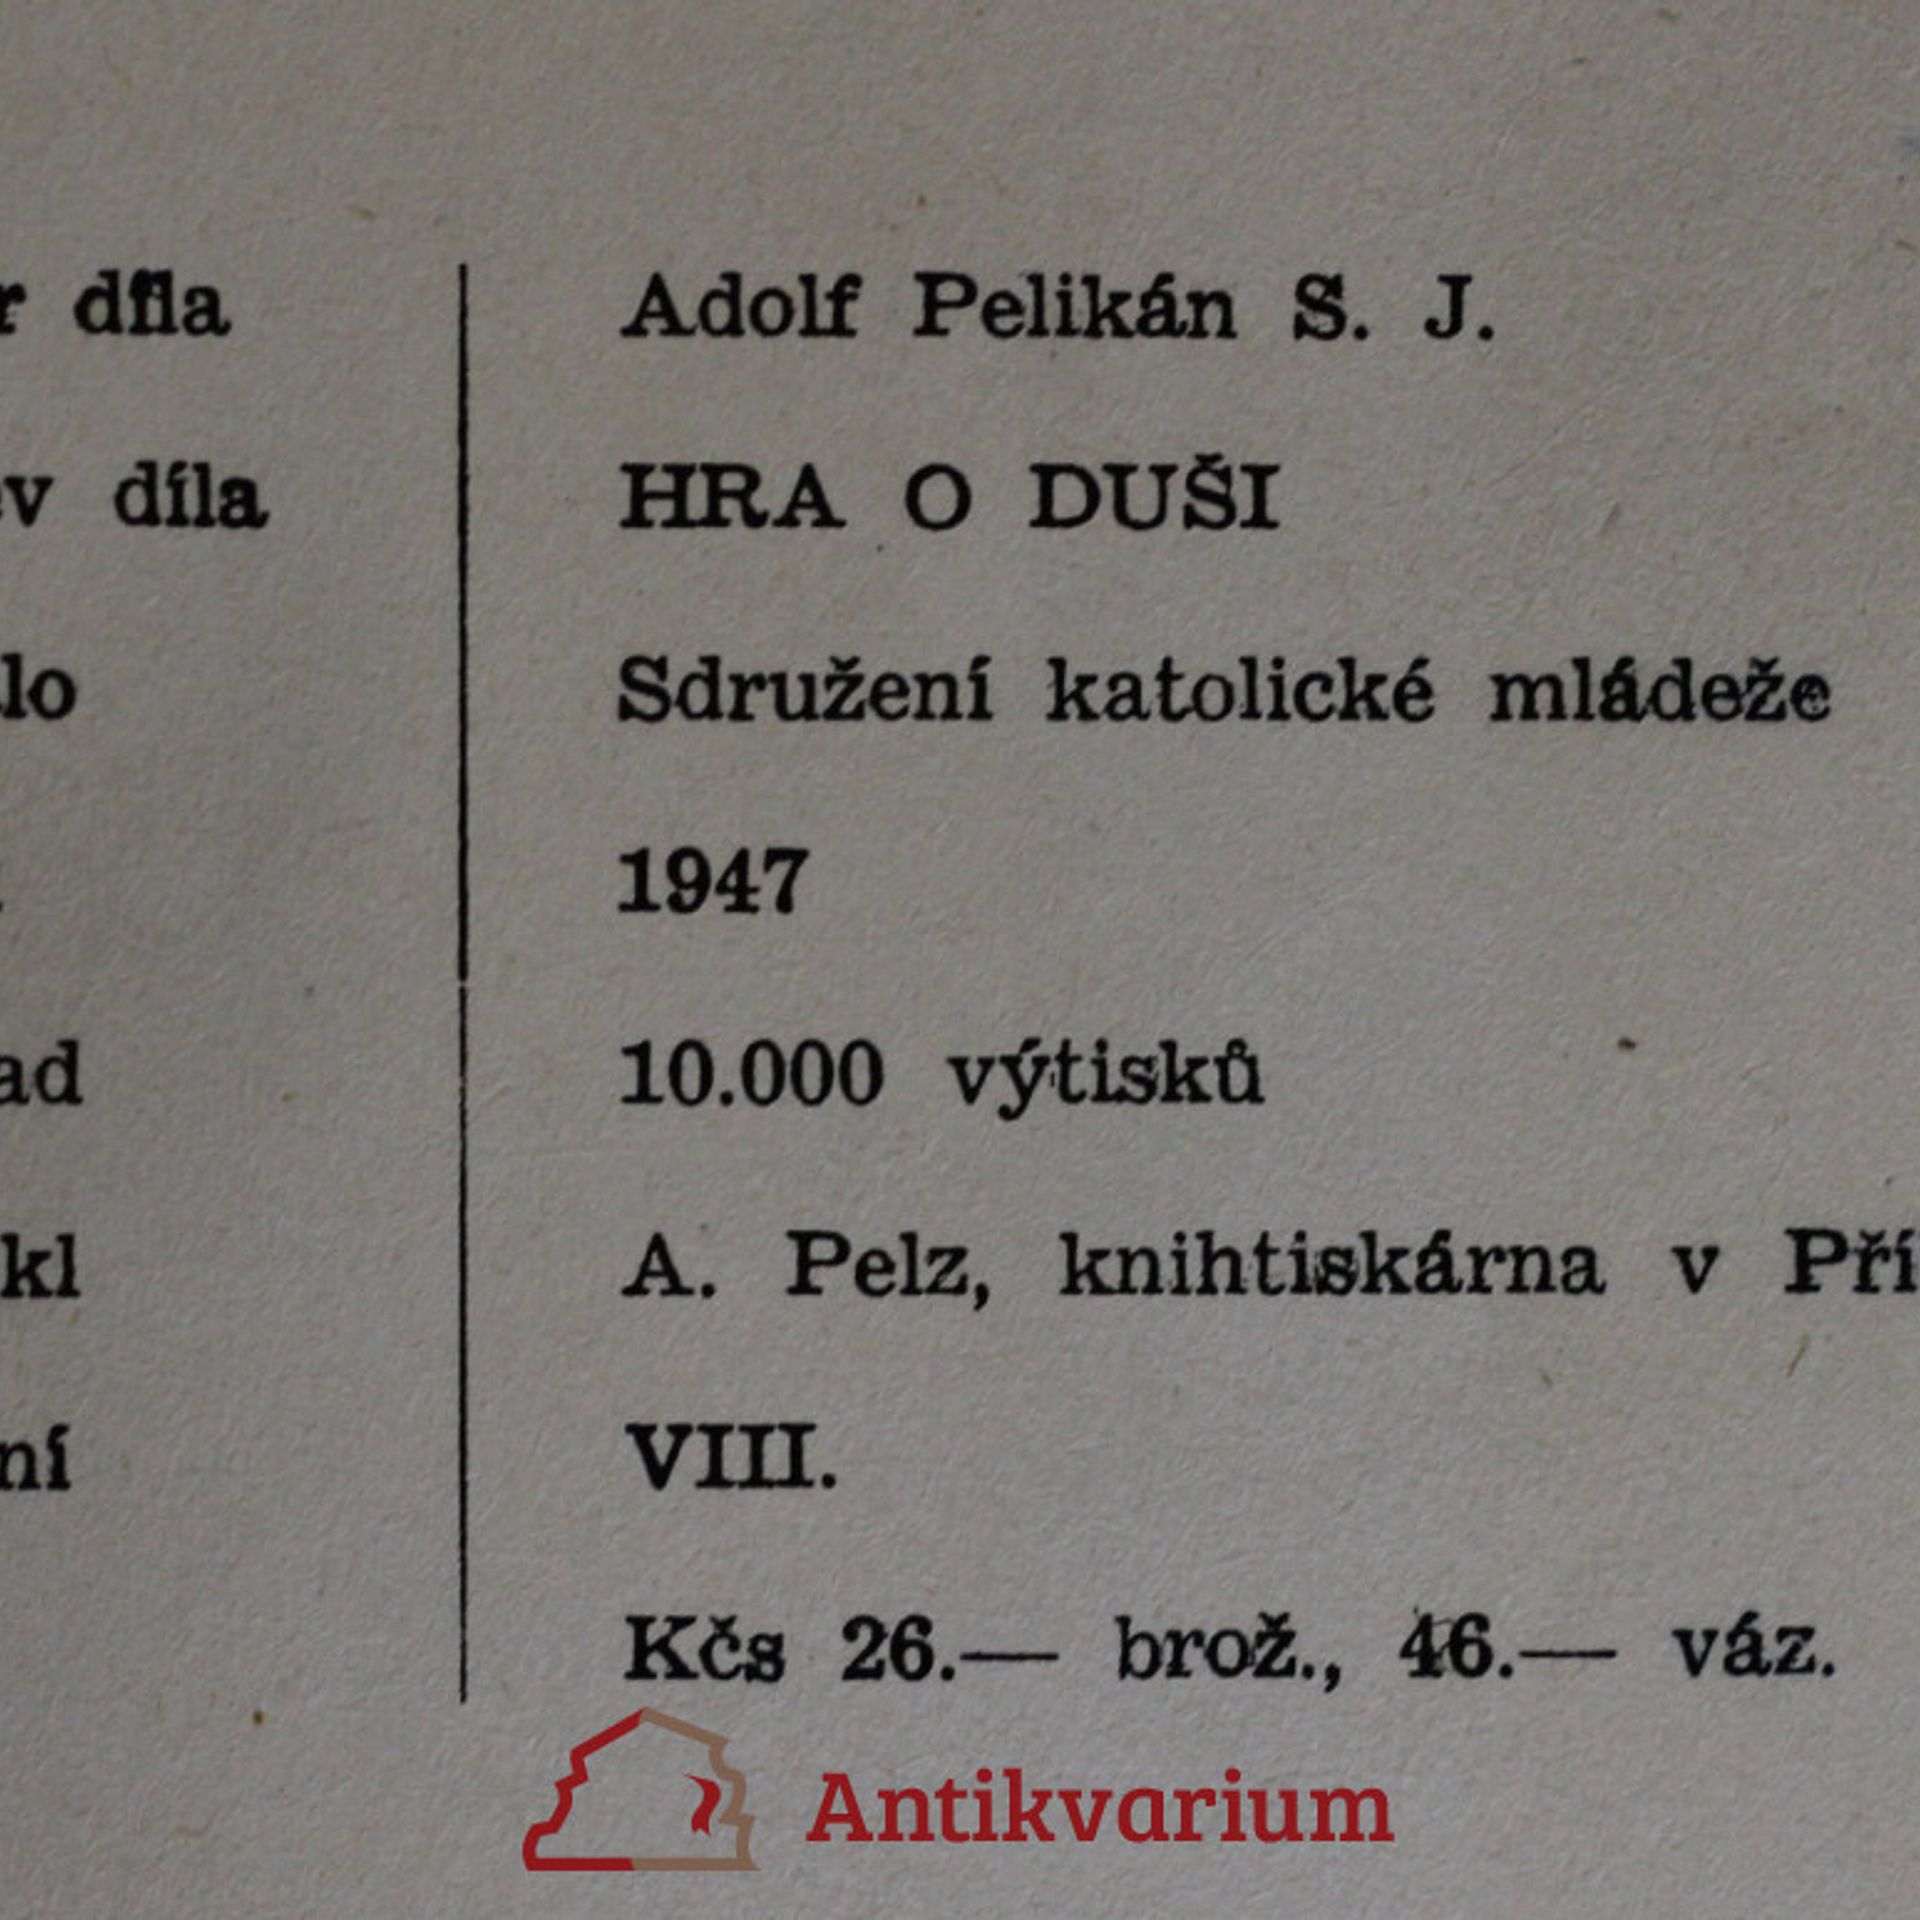 r díla Adolf Pelikán S. J.
v díla HRA O DUŠI
lo Sdružení katolické mládeže
1947
ad 10.000 výtisků
kl A. Pelz, knihtiskárna v Pří
ní VIII.
Kčs 26.— brož., 46.— váz.
Antikvarium